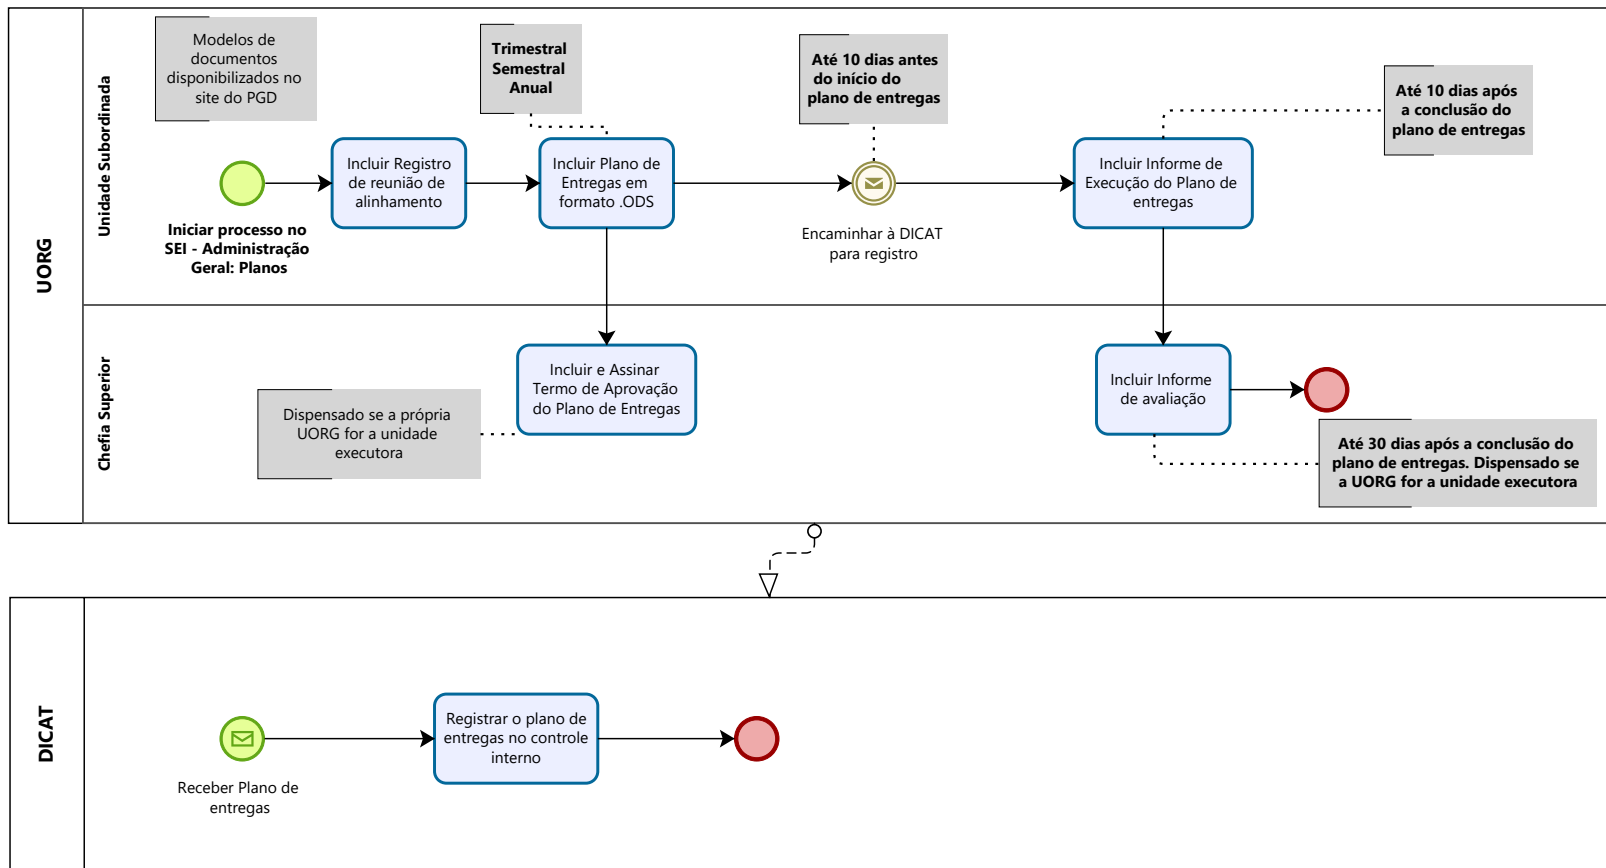 UORG
Unidade Subordinada
Modelos de
documentos
disponibilizados no
site do PGD
Trimestral
Semestral
Anual
Até 10 dias antes
do início do
plano de entregas
Até 10 dias após
a conclusão do
plano de entregas
Iniciar processo no
SEI - Administração
Geral: Planos
Incluir Registro
de reunião de
alinhamento
Incluir Plano de
Entregas em
formato .ODS
Encaminhar à DICAT
para registro
Incluir Informe de
Execução do Plano de
entregas
Chefia Superior
Dispensado se a própria
UORG for a unidade
executora
Incluir e Assinar
Termo de Aprovação
do Plano de Entregas
Incluir Informe
de avaliação
Até 30 dias após a conclusão do
plano de entregas. Dispensado se
a UORG for a unidade executora
DICAT
Receber Plano de
entregas
Registrar o plano de
entregas no controle
interno